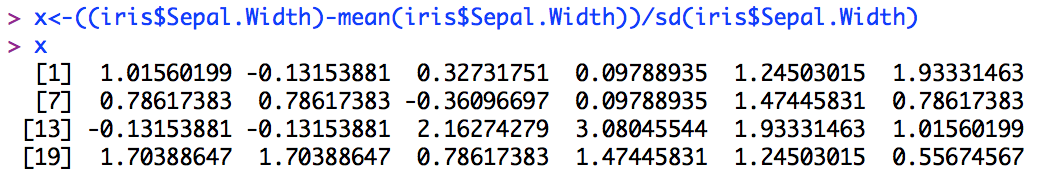 > x<-((iris$Sepal.Width)-mean(iris$Sepal.Width))/sd(iris$Sepal.Width)
> x
[1] 1.01560199 -0.13153881 0.32731751 0.09788935 1.24503015 1.93331463
[7] 0.78617383 0.78617383 -0.36096697 0.09788935 1.47445831 0.78617383
[13] -0.13153881 -0.13153881 2.16274279 3.08045544 1.93331463 1.01560199
[19] 1.70388647 1.70388647 0.78617383 1.47445831 1.24503015 0.55674567